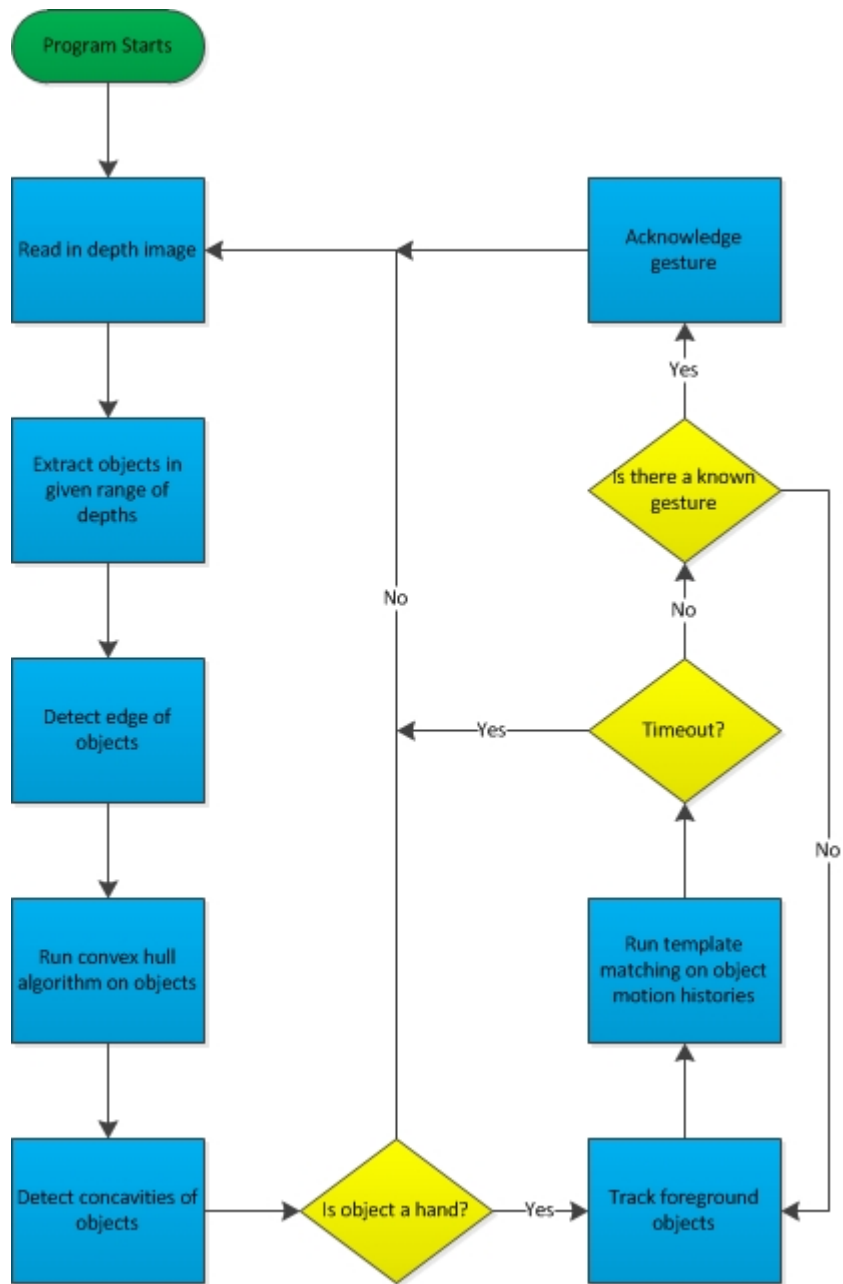 Program Starts
Read in depth image
Extract objects in
given range of
depths
Detect edge of
objects
Run convex hull
algorithm on objects
Detect concavities of
objects
Is object a hand?
No
Yes
Track foreground
objects
Run template
matching on object
motion histories
Timeout?
Yes
No
Is there a known
gesture
No
Yes
Acknowledge
gesture